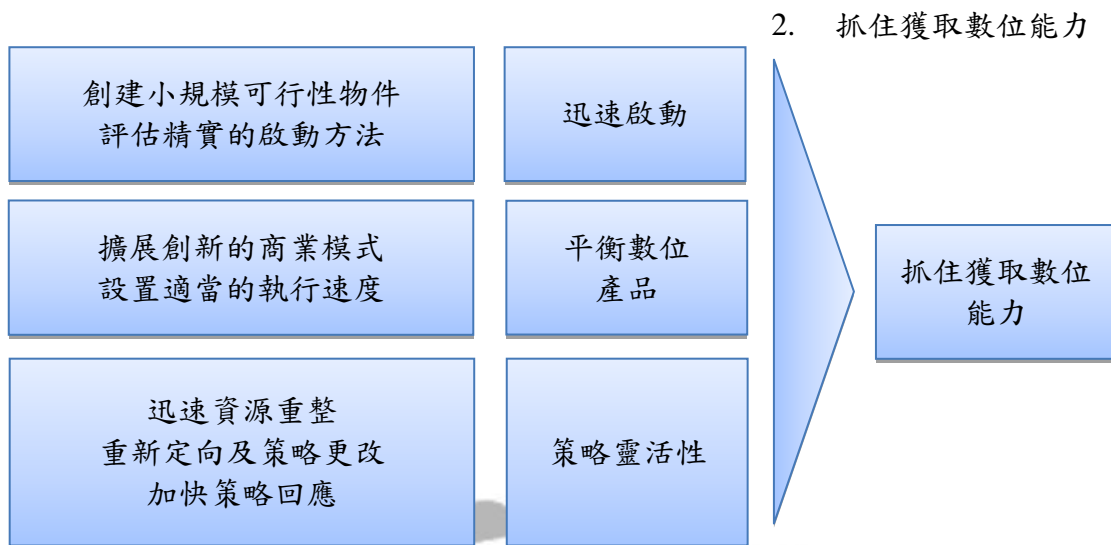 2. 抓住獲取數位能力
創建小規模可行性物件
評估精實的啟動方法
迅速啟動
擴展創新的商業模式
設置適當的執行速度
平衡數位
產品
抓住獲取數位
能力
迅速資源重整
重新定向及策略更改
加快策略回應
策略靈活性